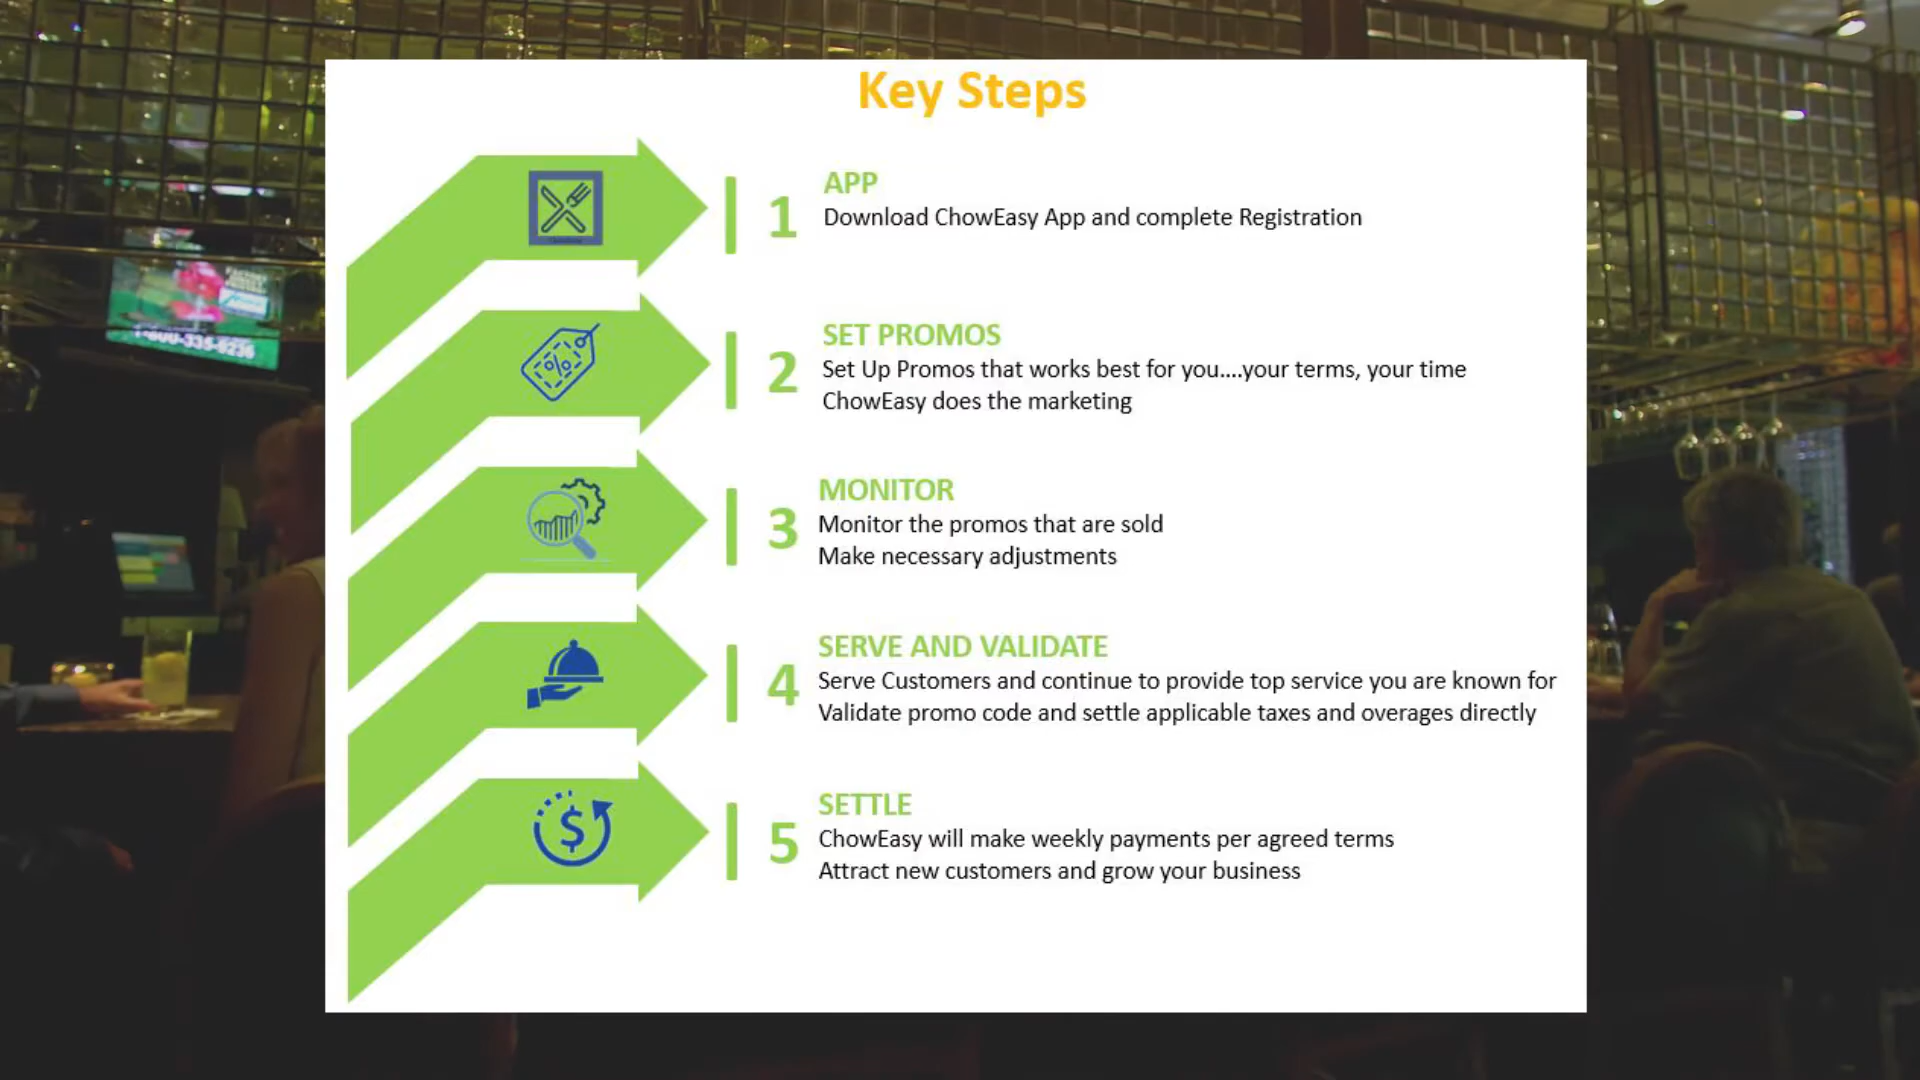 Key Steps
1
APP
Download ChowEasy App and complete Registration
2
SET PROMOS
Set Up Promos that works best for you....your terms, your time
ChowEasy does the marketing
3
MONITOR
Monitor the promos that are sold
Make necessary adjustments
4
SERVE AND VALIDATE
Serve Customers and continue to provide top service you are known for
Validate promo code and settle applicable taxes and overages directly
5
SETTLE
ChowEasy will make weekly payments per agreed terms
Attract new customers and grow your business